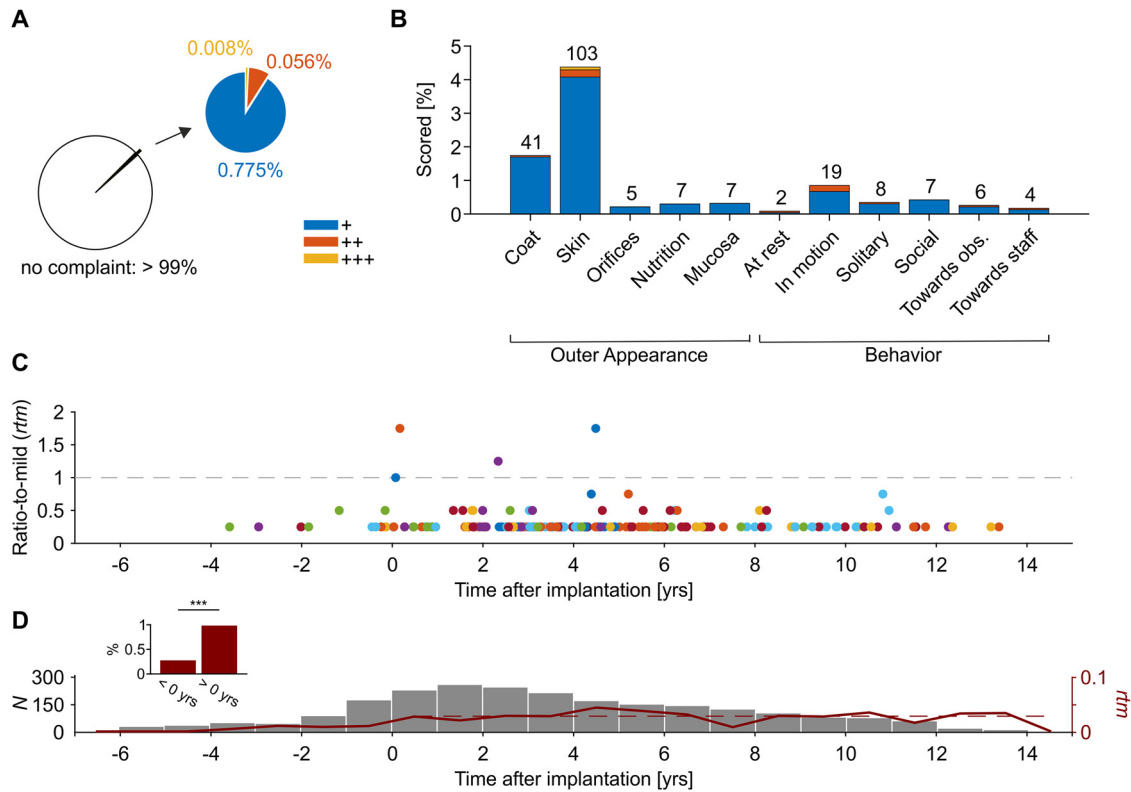 A
0.008%
0.056%
0.775%
no complaint: > 99%
+
++
+++
B
Scored [%]
5
4
3
2
1
0
41
103
5
7
7
2
19
8
7
6
4
Coat
Skin
Orifices
Nutrition
Mucosa
At rest
In motion
Solitary
Social
Towards obs.
Towards staff
Outer Appearance
Behavior
C
Ratio-to-mild (rtm)
2
1.5
1
0.5
0
-6 -4 -2 0 2 4 6 8 10 12 14
Time after implantation [yrs]
D
***
%
1
0.5
0
< 0 yrs
> 0 yrs
N
300
150
0
0.1
0
rtm
-6 -4 -2 0 2 4 6 8 10 12 14
Time after implantation [yrs]